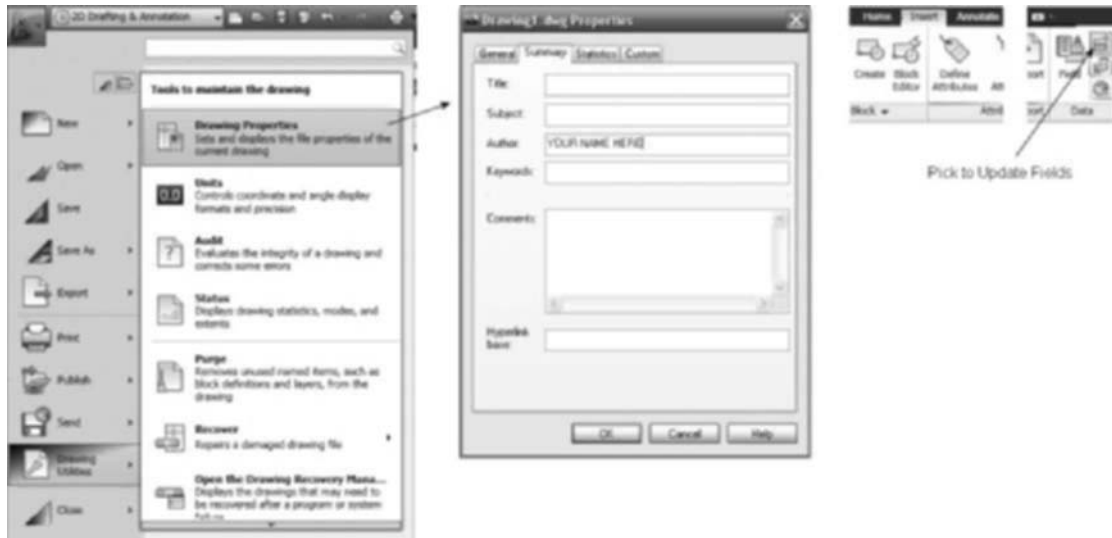 2D Drafting & Annotation
Tools to maintain the drawing
New
Open
Save
Save As
Export
Print
Publish
Send
Drawing
Utilities
Close
Drawing Properties
Sets and displays the file properties of the
current drawing
Units
Controls coordinate and angle display
formats and precision
Audit
Evaluates the integrity of a drawing and
corrects some errors
Status
Displays drawing statistics, modes, and
extents
Purge
Removes unused named items, such as
block definitions and layers, from the
drawing
Recover
Repairs a damaged drawing file
Open the Drawing Recovery Mana...
Displays the drawings that may need to
be recovered after a program or system
failure
Drawing1.dwg Properties
General Summary Statistics Custom
Title:
Subject:
Author: YOUR NAME HERE
Keywords:
Comments:
Hyperlink
base:
OK Cancel Help
Home Insert Annotate
Create Block
Editor
Define
Attributes
Block
Field
Data
Pick to Update Fields